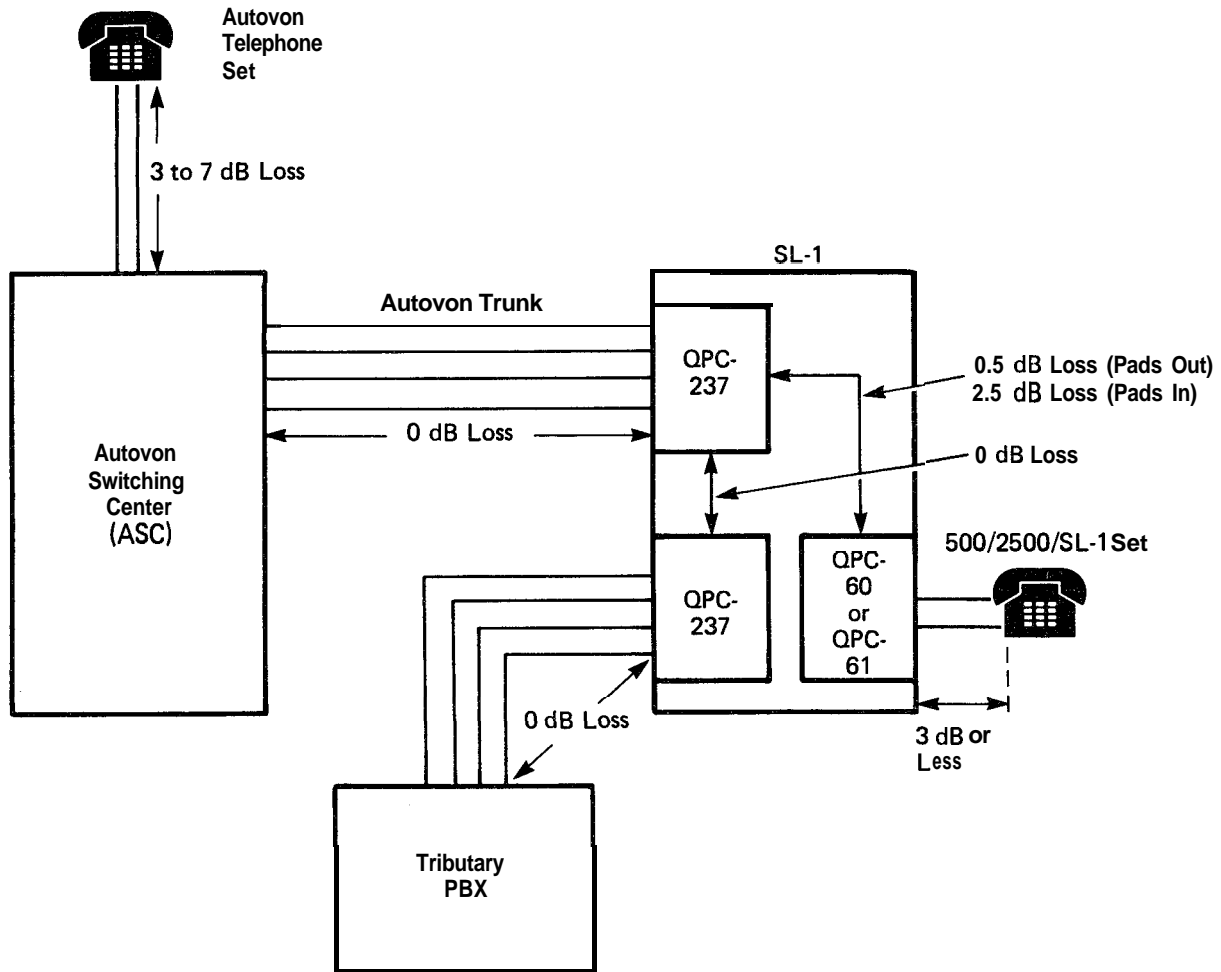 Autovon
Telephone
Set
3 to 7 dB Loss
SL-1
Autovon Trunk
QPC-
237
0.5 dB Loss (Pads Out)
2.5 dB Loss (Pads In)
0 dB Loss
0 dB Loss
Autovon
Switching
Center
(ASC)
500/2500/SL-1 Set
QPC-
237
QPC-
60
or
QPC-
61
0 dB Loss
3 dB or
Less
Tributary
PBX